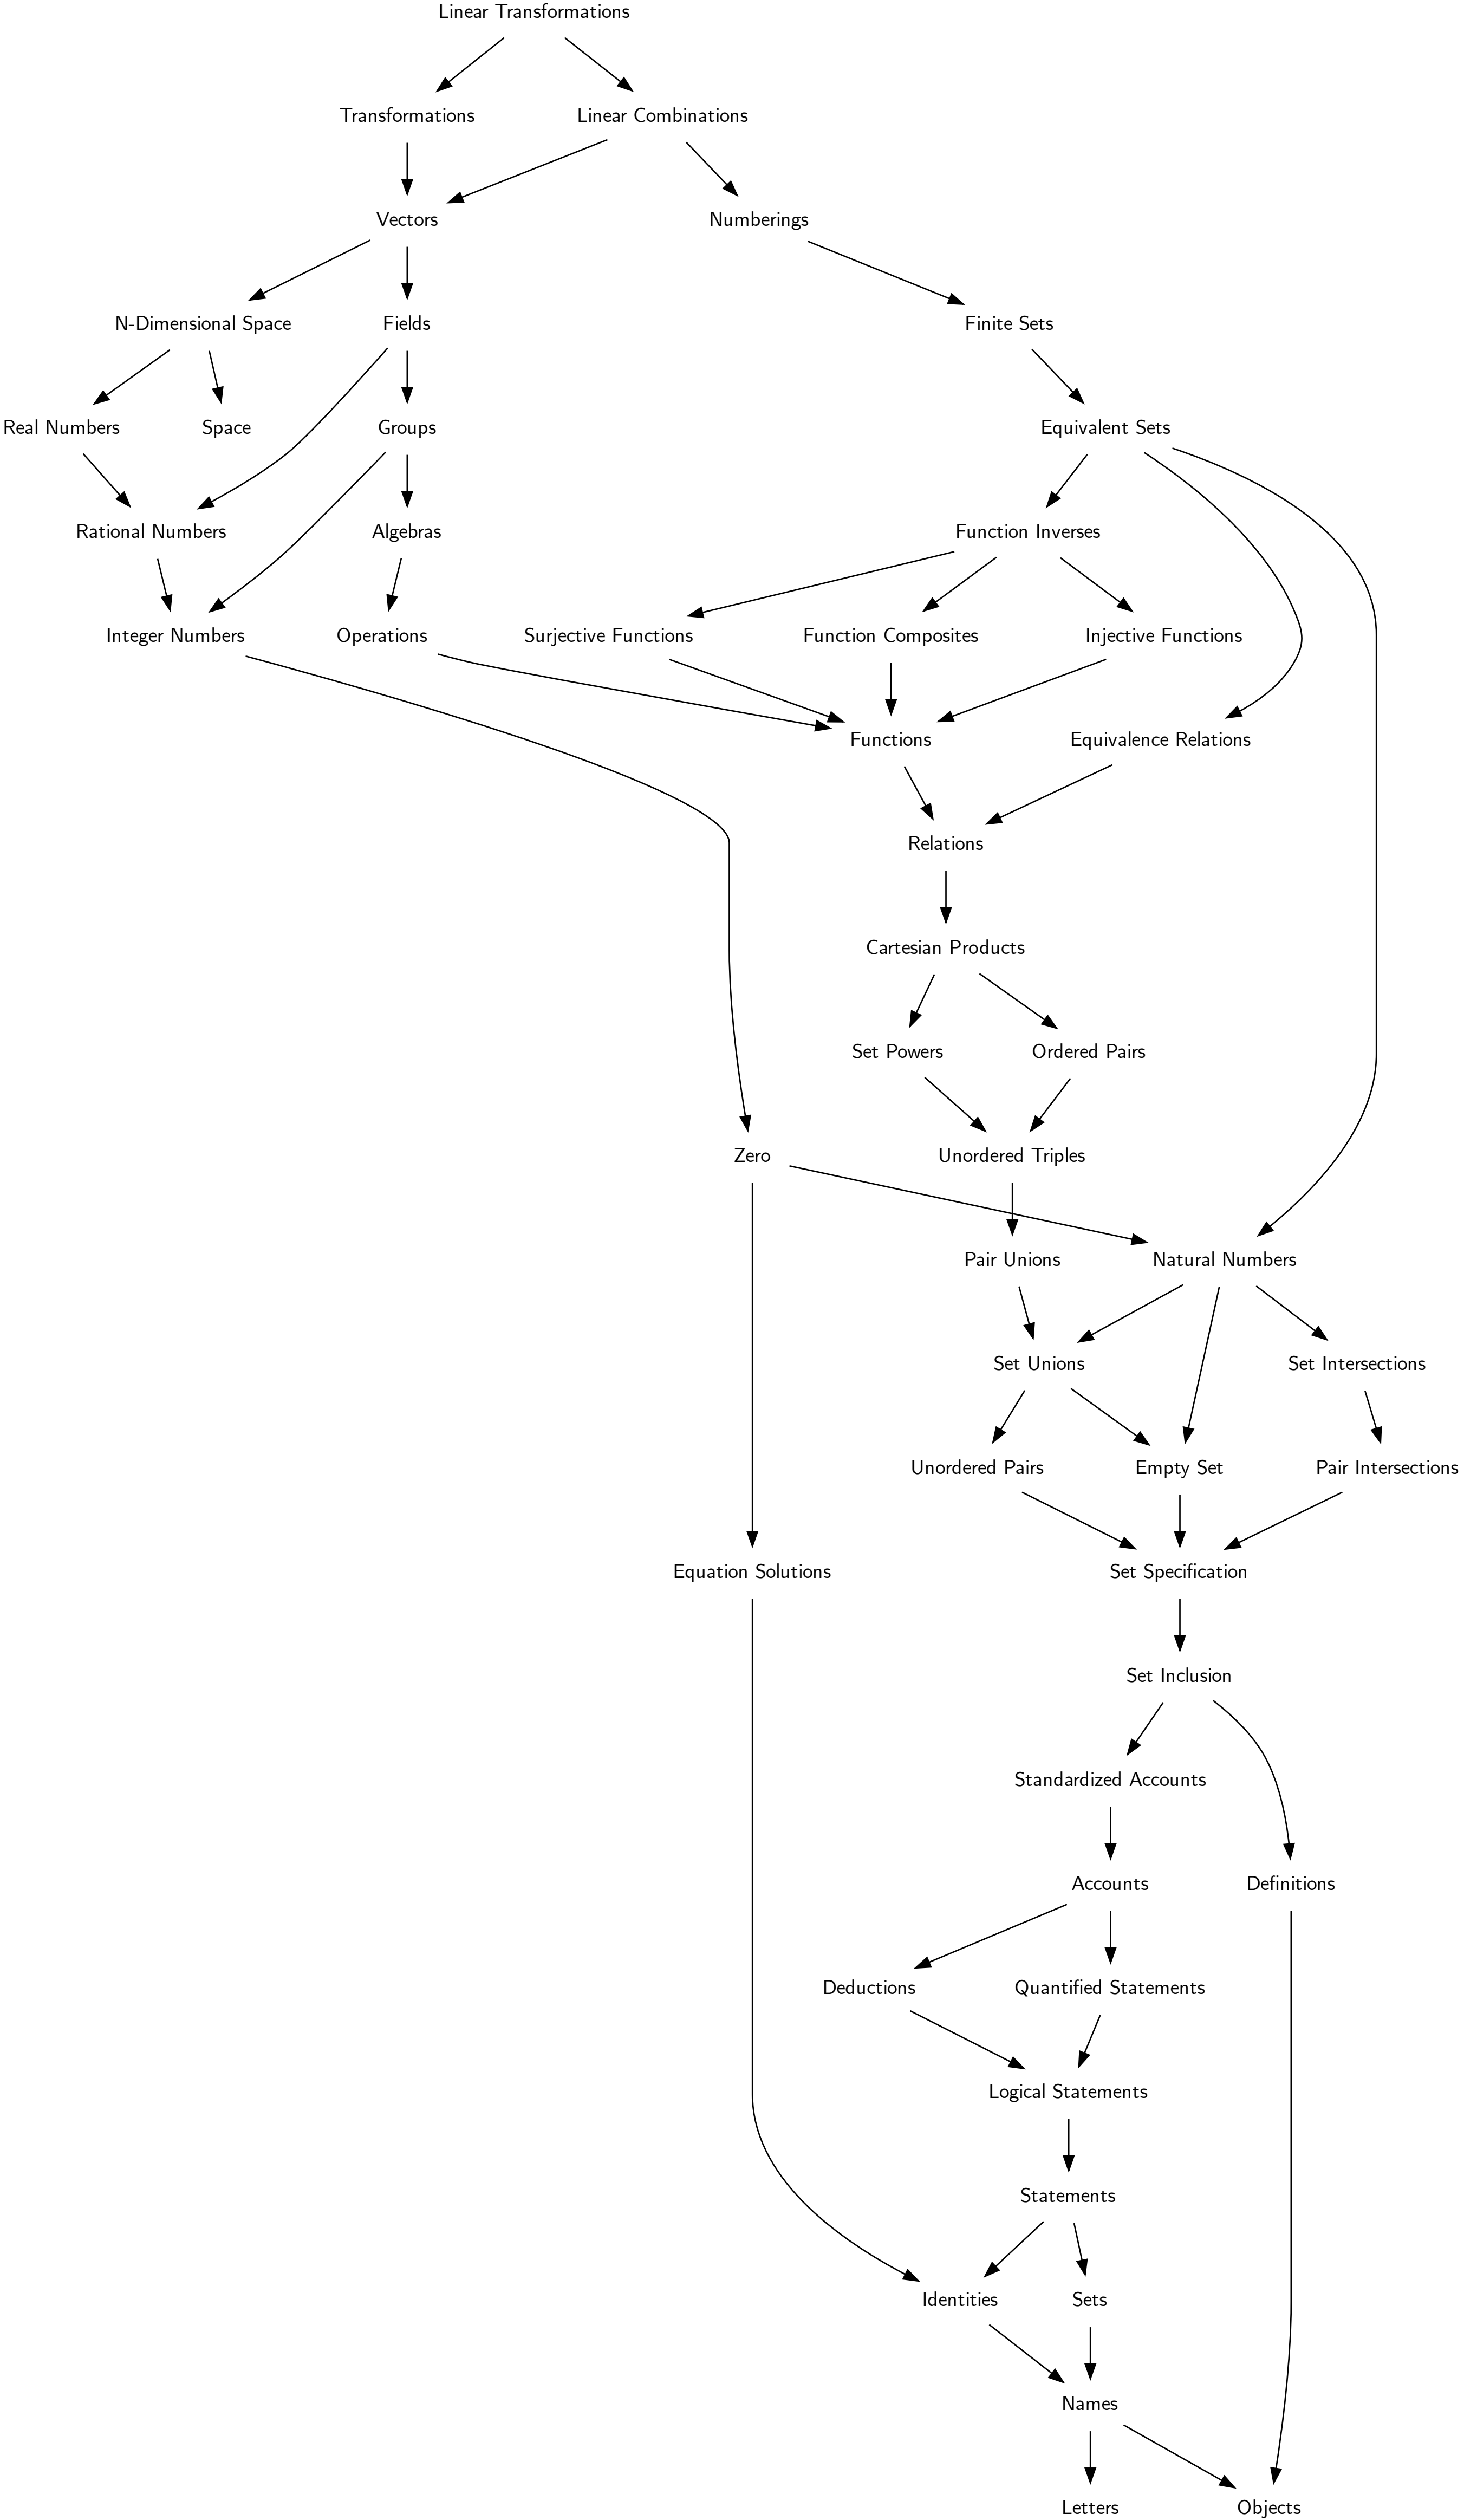 Linear Transformations
Transformations
Linear Combinations
Vectors
Numberings
N-Dimensional Space
Fields
Finite Sets
Real Numbers
Space
Groups
Equivalent Sets
Rational Numbers
Algebras
Function Inverses
Integer Numbers
Operations
Surjective Functions
Function Composites
Injective Functions
Functions
Equivalence Relations
Relations
Cartesian Products
Set Powers
Ordered Pairs
Zero
Unordered Triples
Pair Unions
Natural Numbers
Set Unions
Set Intersections
Unordered Pairs
Empty Set
Pair Intersections
Equation Solutions
Set Specification
Set Inclusion
Standardized Accounts
Accounts
Definitions
Deductions
Quantified Statements
Logical Statements
Statements
Identities
Sets
Names
Letters
Objects